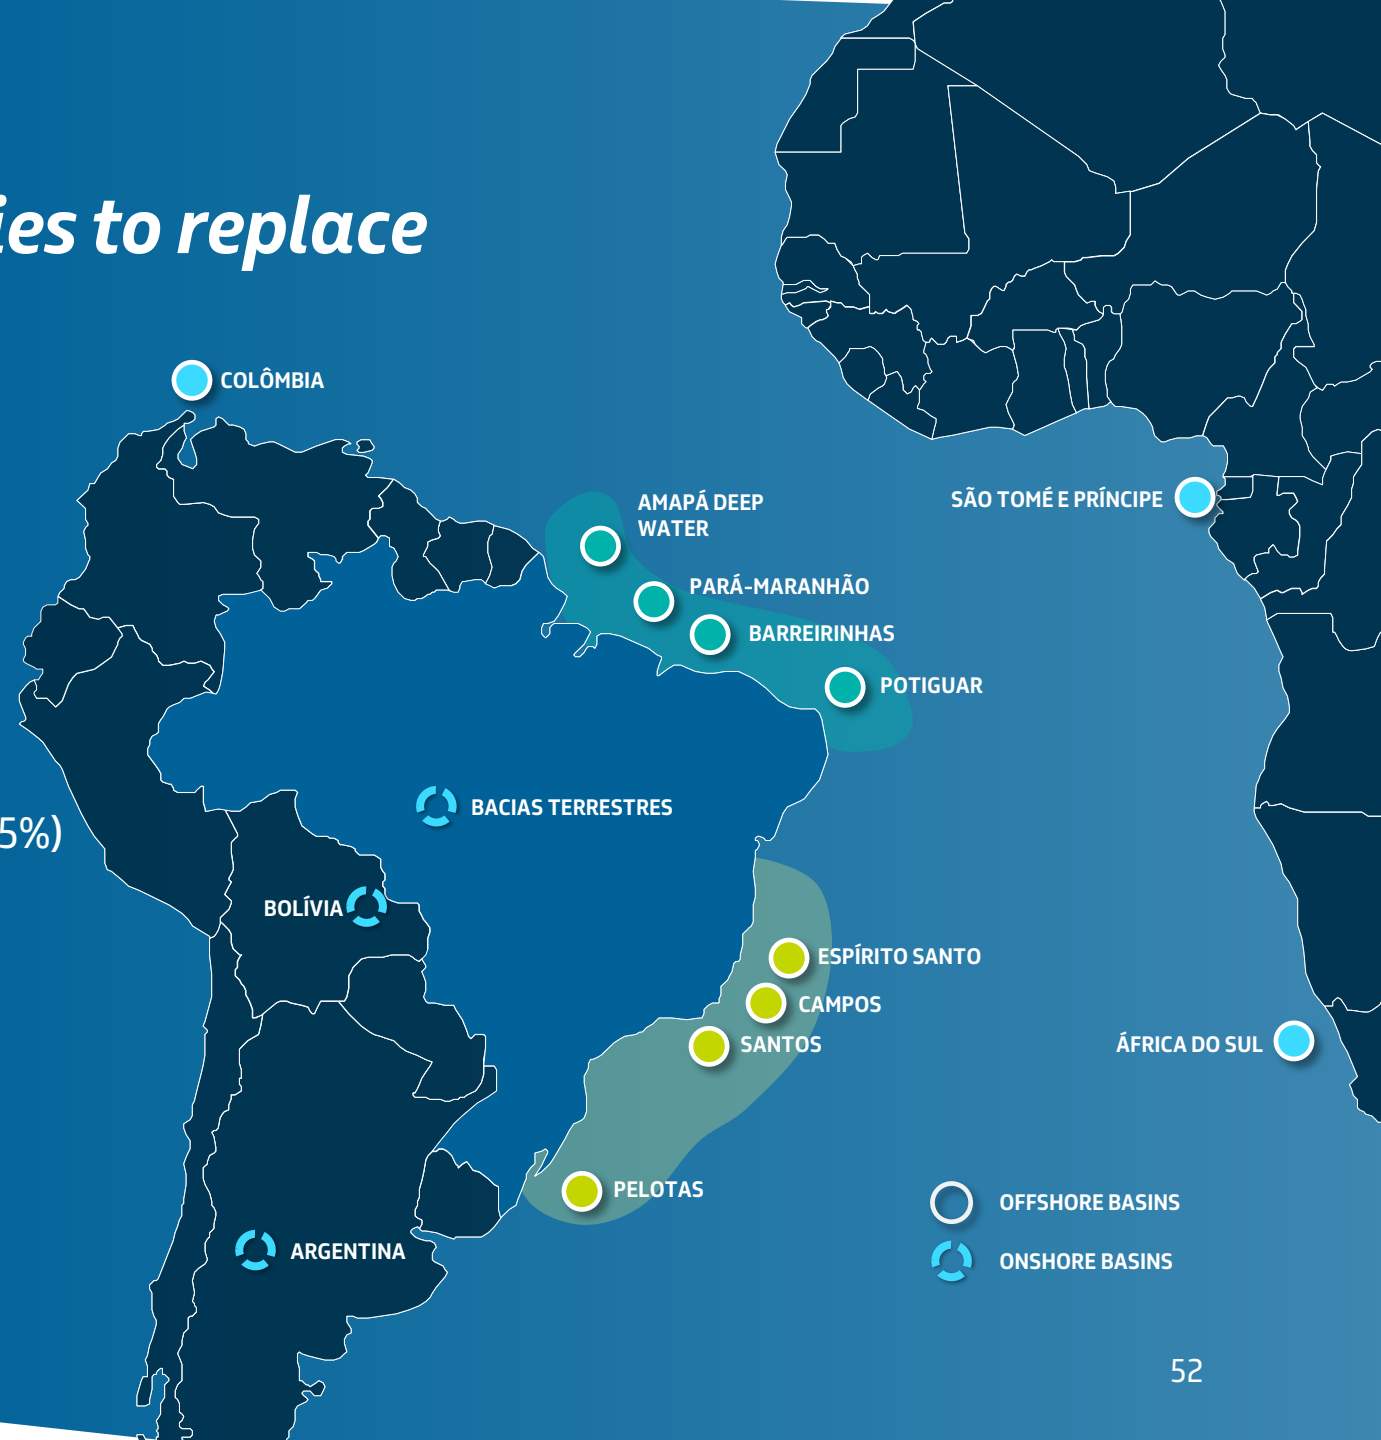 ies to replace
COLÔMBIA
AMAPÁ DEEP
WATER
SÃO TOMÉ E PRÍNCIPE
PARÁ-MARANHÃO
BARREIRINHAS
POTIGUAR
BACIAS TERRESTRES
5%)
BOLÍVIA
ESPÍRITO SANTO
CAMPOS
SANTOS
ÁFRICA DO SUL
PELOTAS
OFFSHORE BASINS
ARGENTINA
ONSHORE BASINS
52